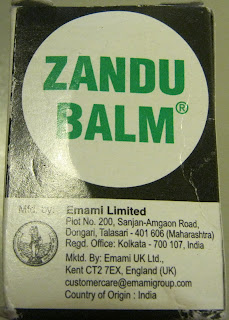 ZANDU
BALM®
Mfd. by: Emami Limited
Plot No. 200, Sanjan-Amgaon Road,
Dongari, Talasari - 401 606 (Maharashtra)
Regd. Office: Kolkata - 700 107, India
Mktd. By: Emami UK Ltd.,
Kent CT2 7EX, England (UK)
customercare@emamigroup.com
Country of Origin : India